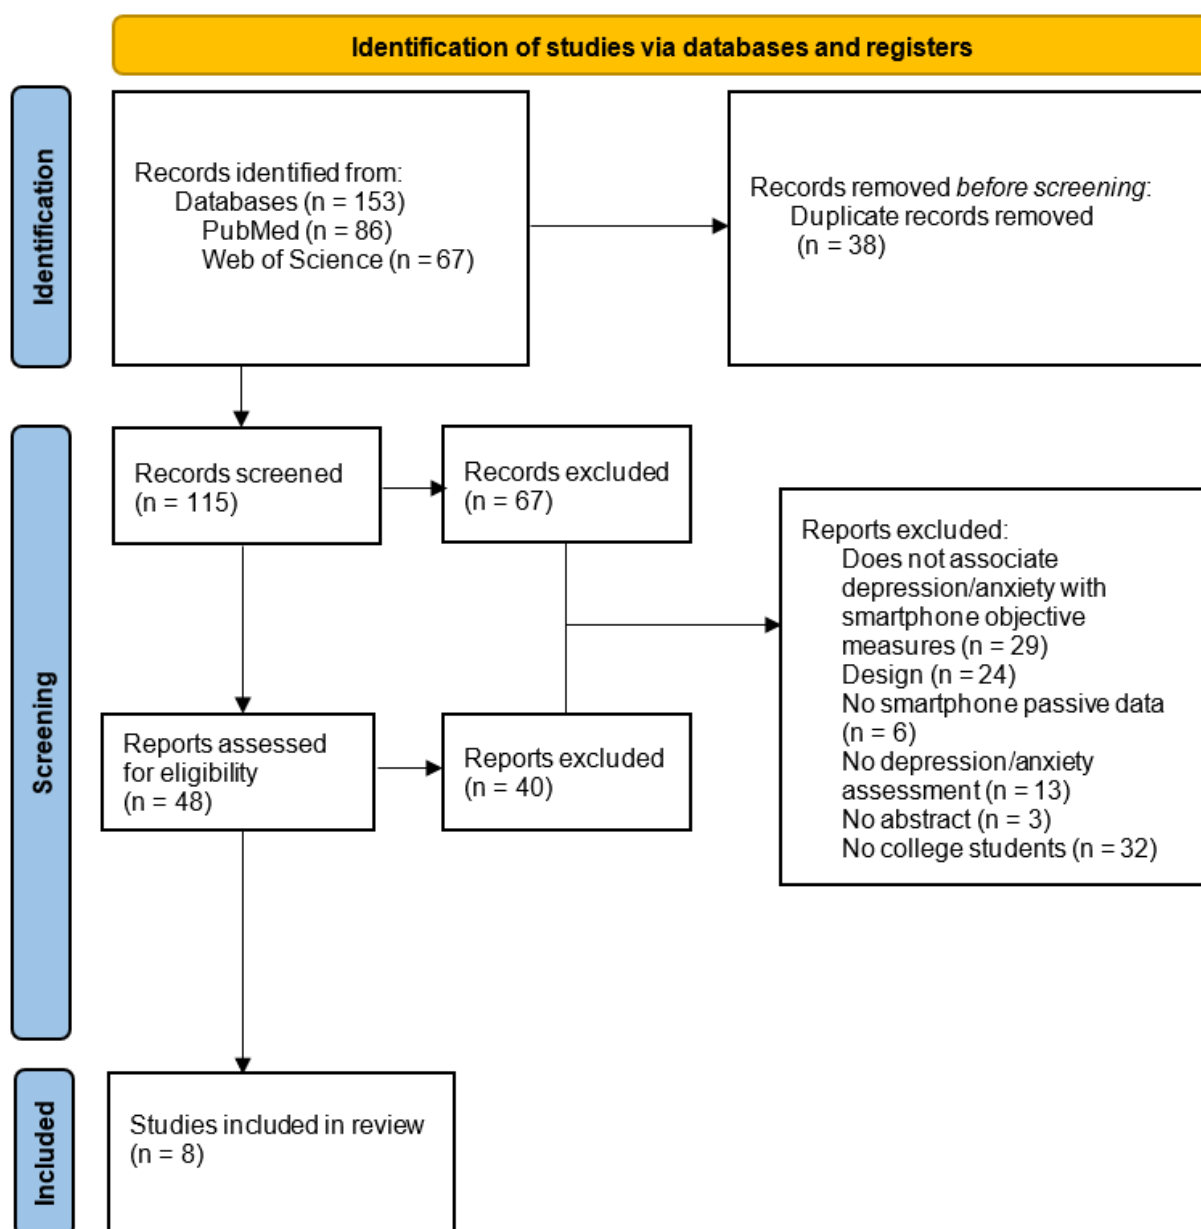 Identification of studies via databases and registers
Identification
Records identified from:
Databases (n = 153)
PubMed (n = 86)
Web of Science (n = 67)
Records removed before screening:
Duplicate records removed
(n = 38)
Screening
Records screened
(n = 115)
Records excluded
(n = 67)
Reports assessed
for eligibility
(n = 48)
Reports excluded
(n = 40)
Reports excluded:
Does not associate
depression/anxiety with
smartphone objective
measures (n = 29)
Design (n = 24)
No smartphone passive data
(n = 6)
No depression/anxiety
assessment (n = 13)
No abstract (n = 3)
No college students (n = 32)
Included
Studies included in review
(n = 8)